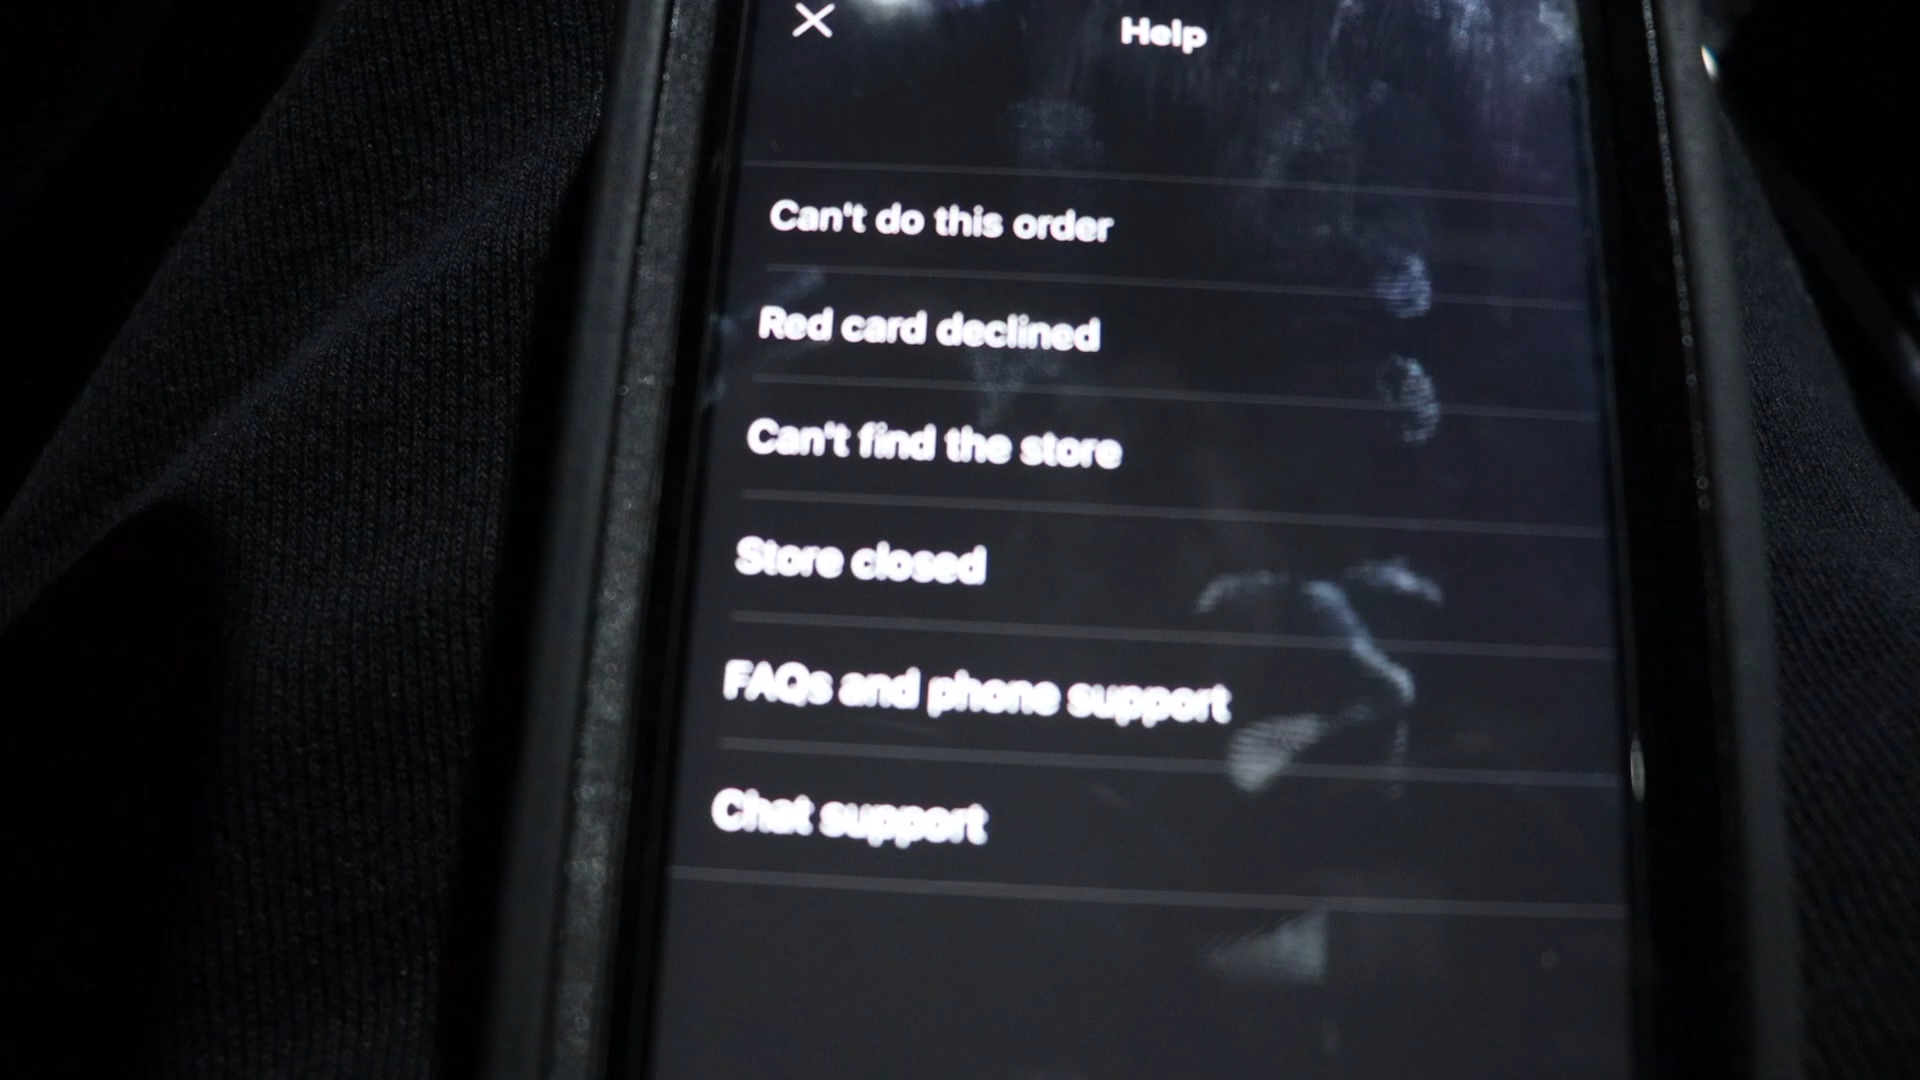 Help
Can't do this order
Red card declined
Can't find the store
Store closed
FAQs and phone support
Chat support